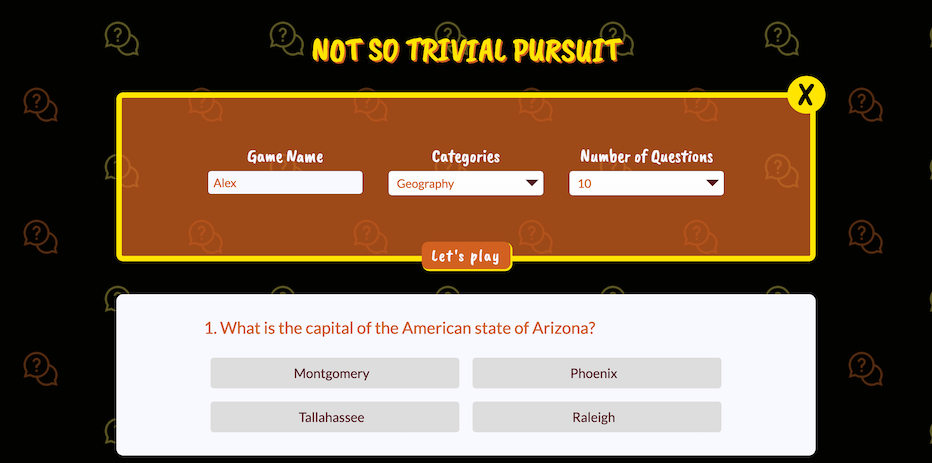 NOT SO TRIVIAL PURSUIT
X
Game Name Categories Number of Questions
Alex Geography 10
Let's play
1. What is the capital of the American state of Arizona?
Montgomery Phoenix
Tallahassee Raleigh